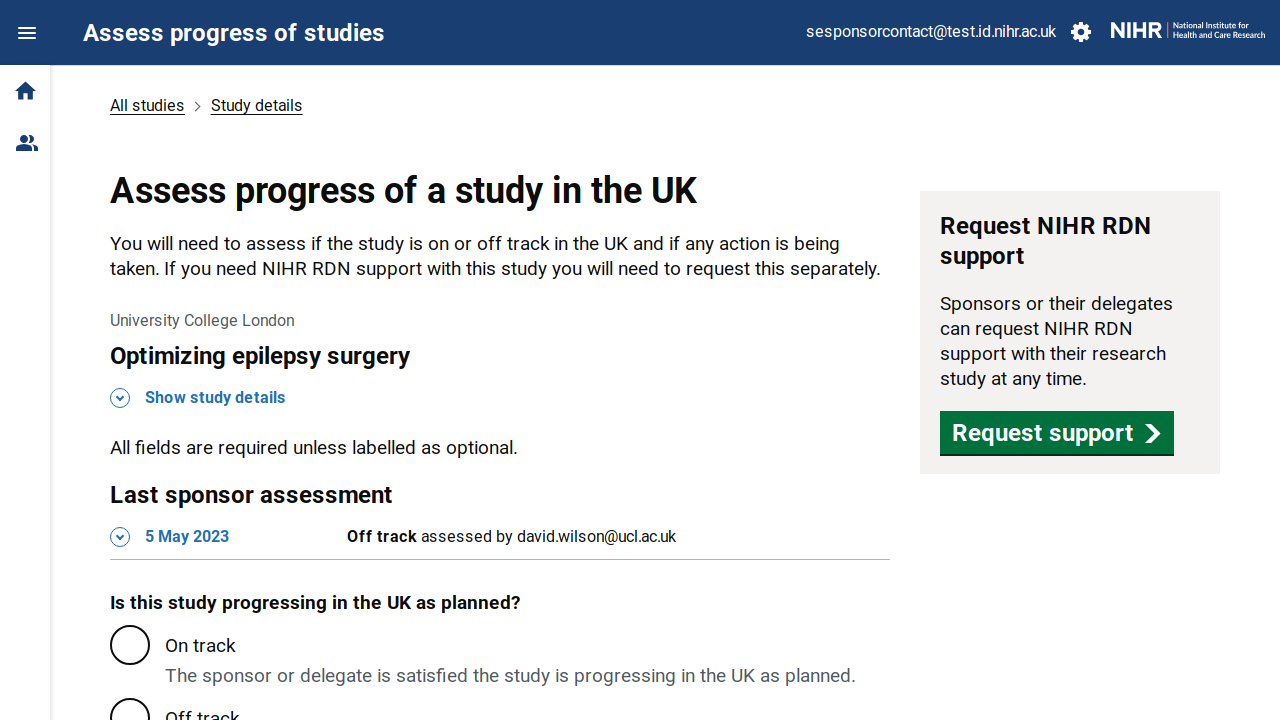 Assess progress of studies
sesponsorcontact@test.id.nihr.ac.uk
NIHR
National Institute for
Health and Care Research
All studies
Study details
Assess progress of a study in the UK
You will need to assess if the study is on or off track in the UK and if any action is being
taken. If you need NIHR RDN support with this study you will need to request this separately.
University College London
Optimizing epilepsy surgery
Show study details
All fields are required unless labelled as optional.
Last sponsor assessment
5 May 2023
Off track assessed by david.wilson@ucl.ac.uk
Is this study progressing in the UK as planned?
On track
The sponsor or delegate is satisfied the study is progressing in the UK as planned.
Off track
Request NIHR RDN
support
Sponsors or their delegates
can request NIHR RDN
support with their research
study at any time.
Request support